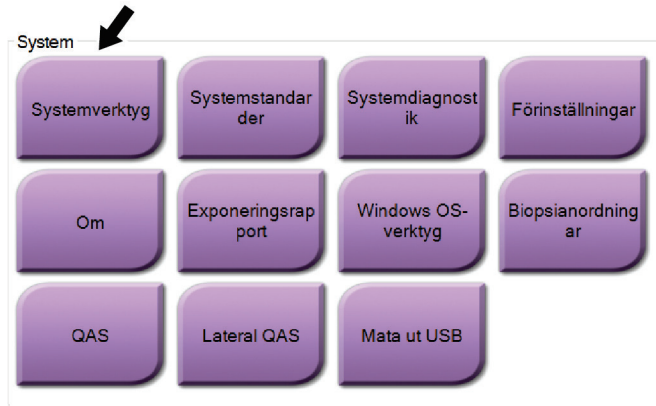 System
Systemverktyg
Systemstandar
der
Systemdiagnost
ik
Förinställningar
Om
Exponeringsrap
port
Windows OS-
verktyg
Biopsianordning
ar
QAS
Lateral QAS
Mata ut USB